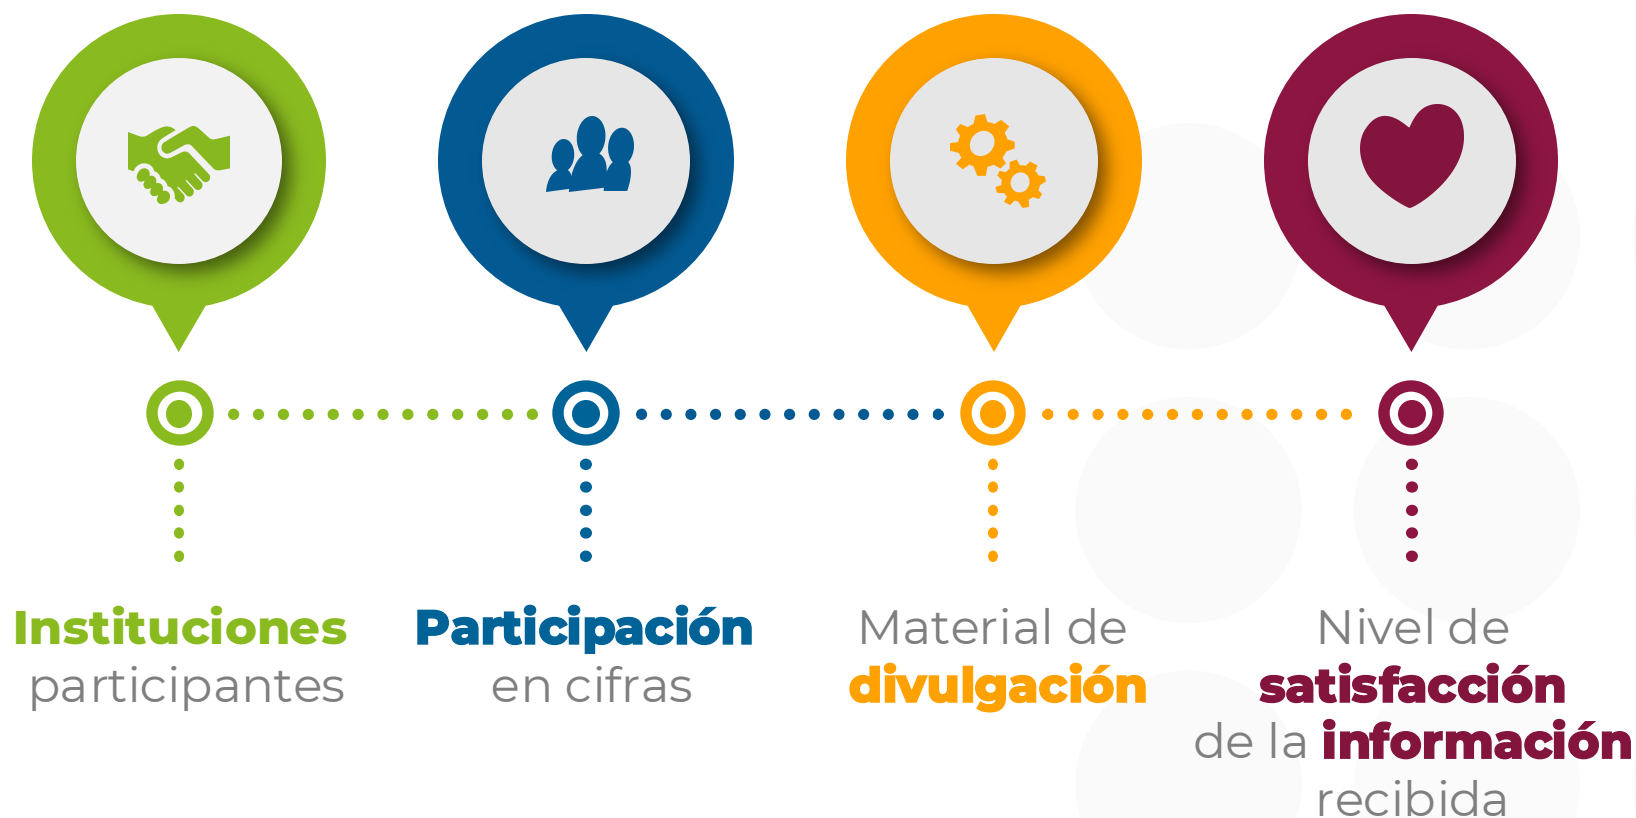 Instituciones
participantes
Participación
en cifras
Material de
divulgación
Nivel de
satisfacción
de la información
recibida